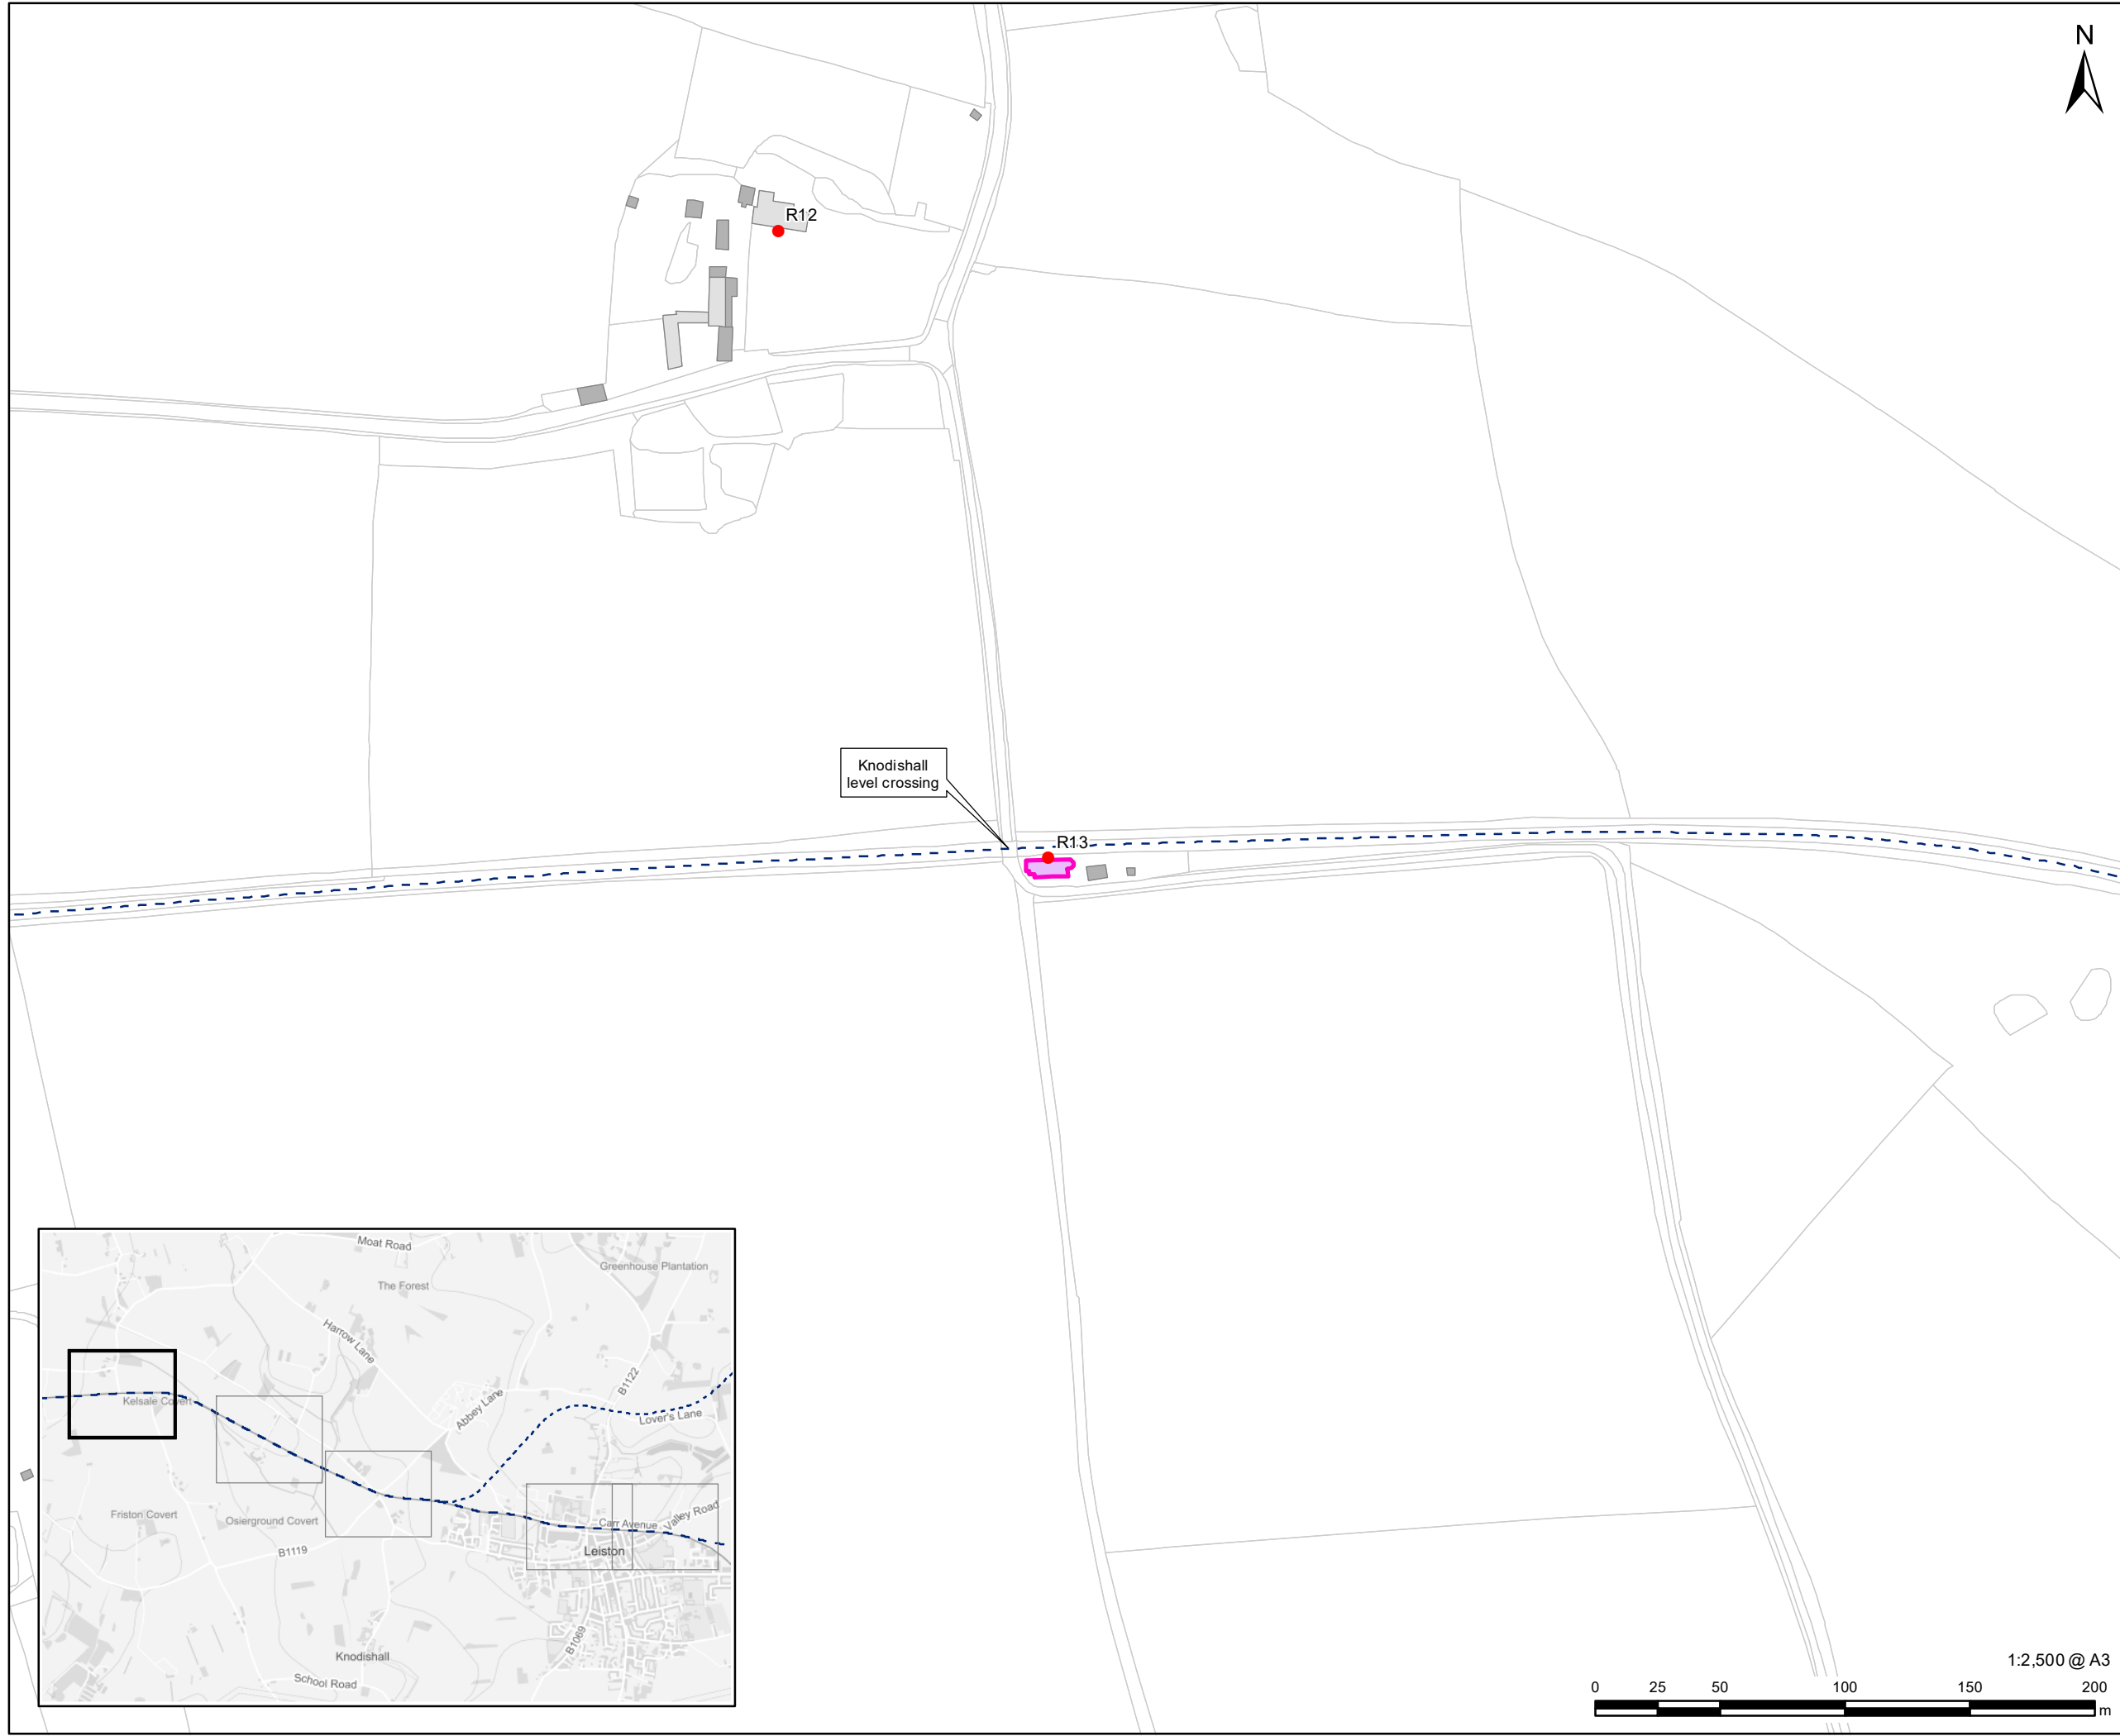 N
R12
Knodishall
level crossing
R13
Moat Road
Greenhouse Plantation
The Forest
Harrow Lane
B1122
Kelsale Covert
Abbey Lane
Lover's Lane
Friston Covert
Osierground Covert
Valley Road
Carr Avenue
B1119
Leiston
B1069
Knodishall
School Road
1:2,500 @ A3
0 25 50 100 150 200
m